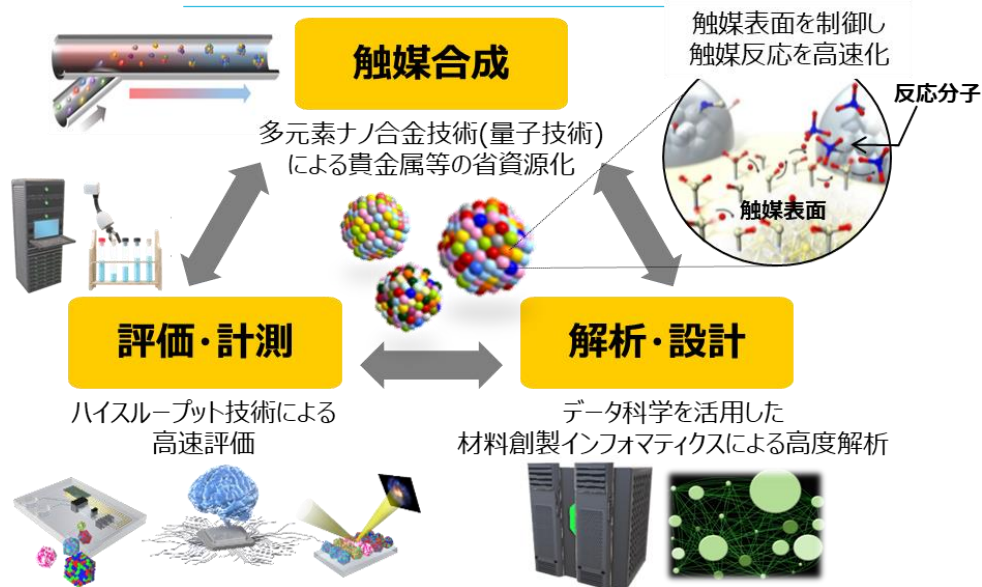 触媒合成
多元素ナノ合金技術(量子技術)
による貴金属等の省資源化
触媒表面を制御し
触媒反応を高速化
反応分子
触媒表面
評価・計測
ハイスループット技術による
高速評価
解析・設計
データ科学を活用した
材料創製インフォマティクスによる高度解析